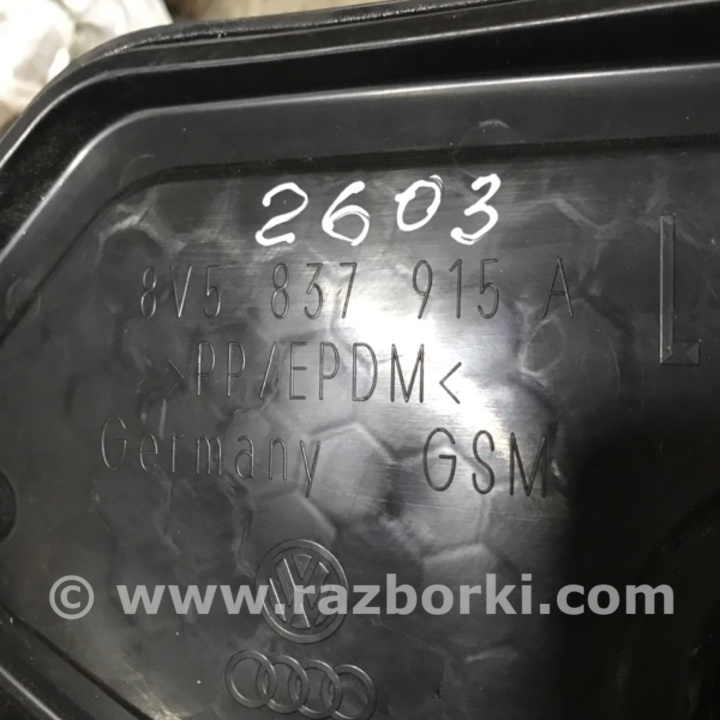 2603
8V5 837 915 A
L
>PP/EPDM<
Germany GSM
© www.razborki.com